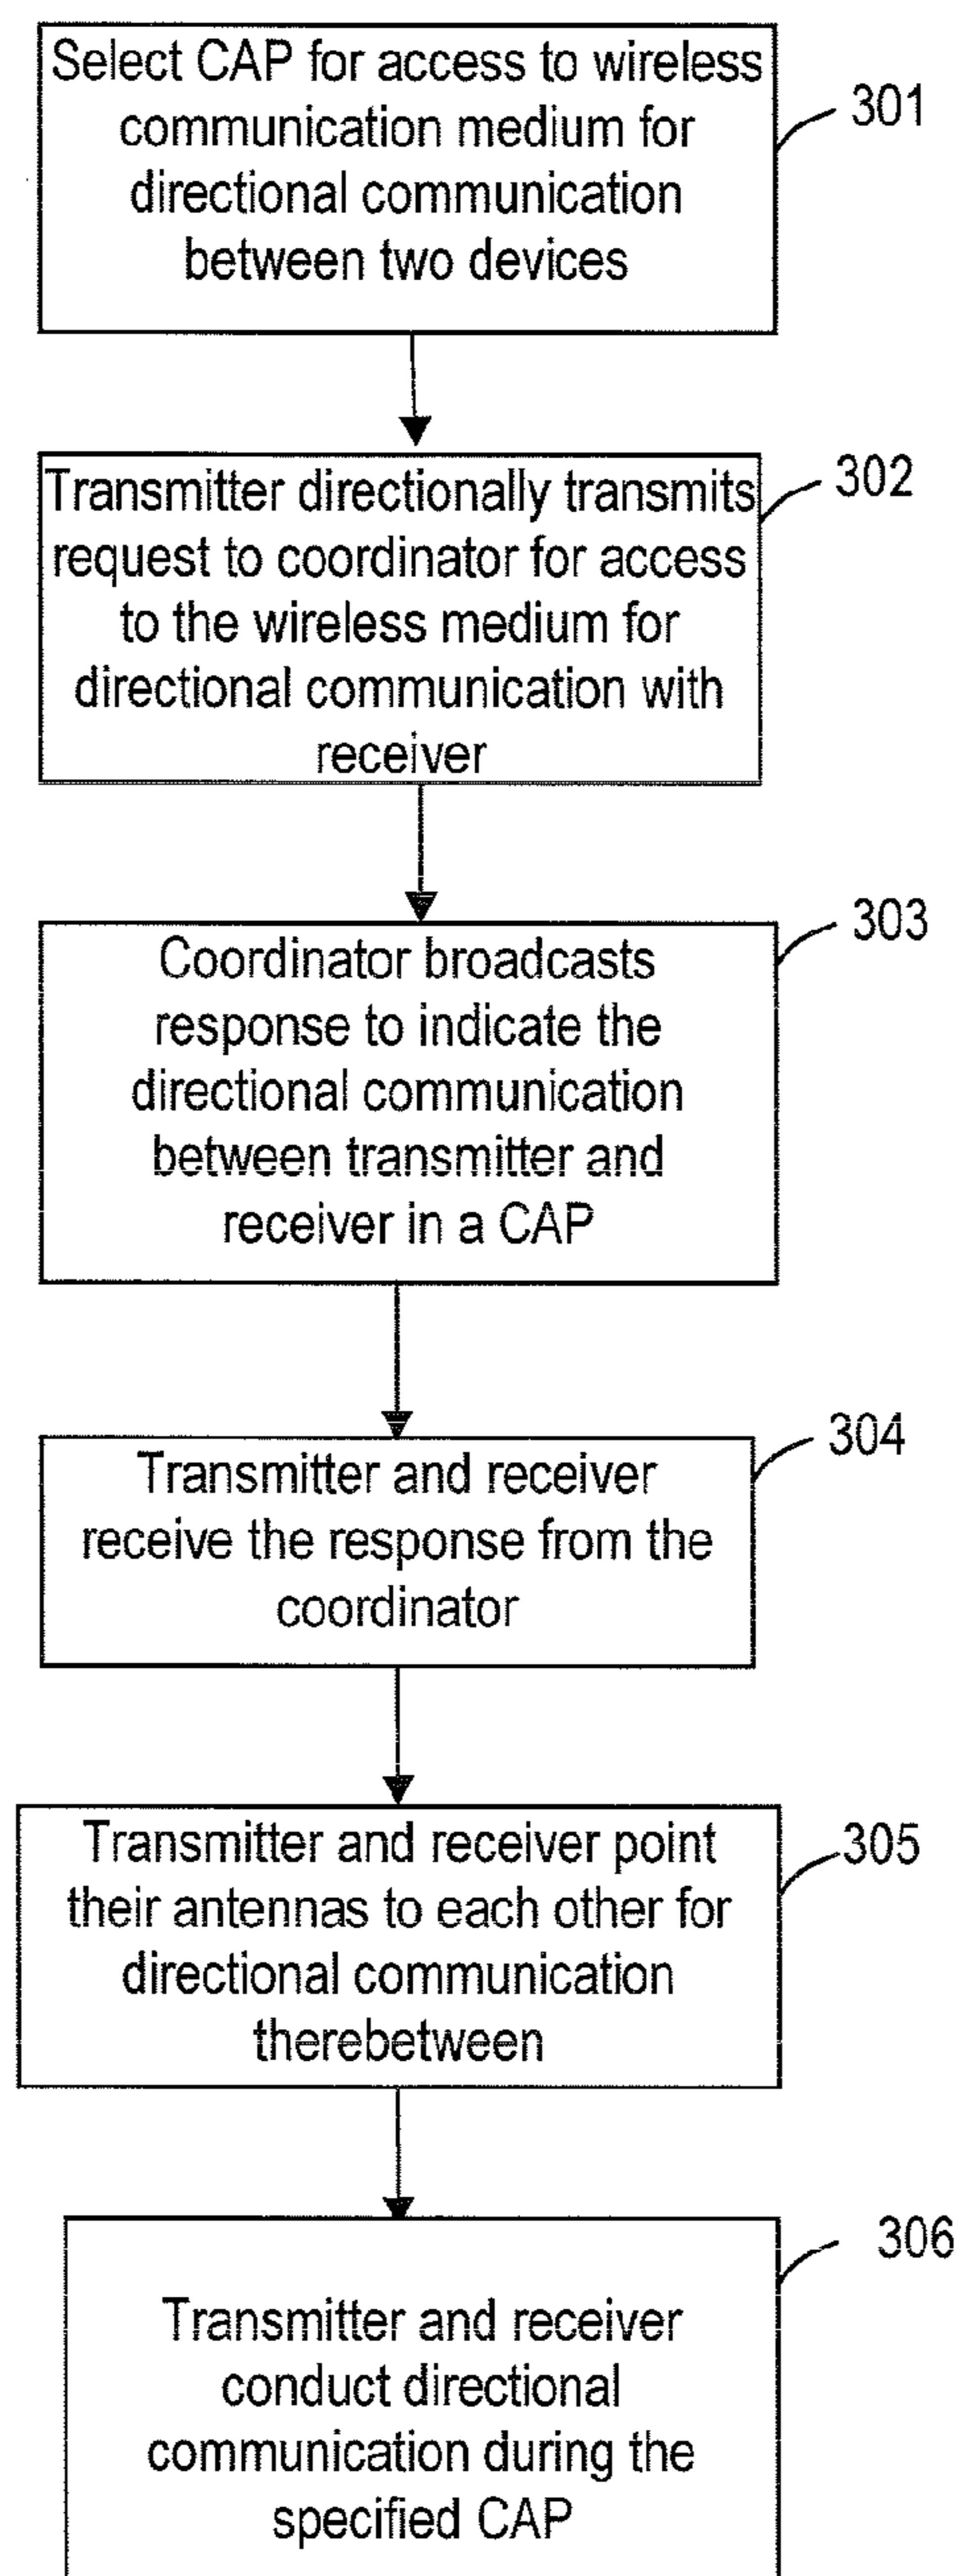 Select CAP for access to wireless
communication medium for
directional communication
between two devices
301
Transmitter directionally transmits
request to coordinator for access
to the wireless medium for
directional communication with
receiver
302
Coordinator broadcasts
response to indicate the
directional communication
between transmitter and
receiver in a CAP
303
Transmitter and receiver
receive the response from the
coordinator
304
Transmitter and receiver point
their antennas to each other for
directional communication
therebetween
305
Transmitter and receiver
conduct directional
communication during the
specified CAP
306